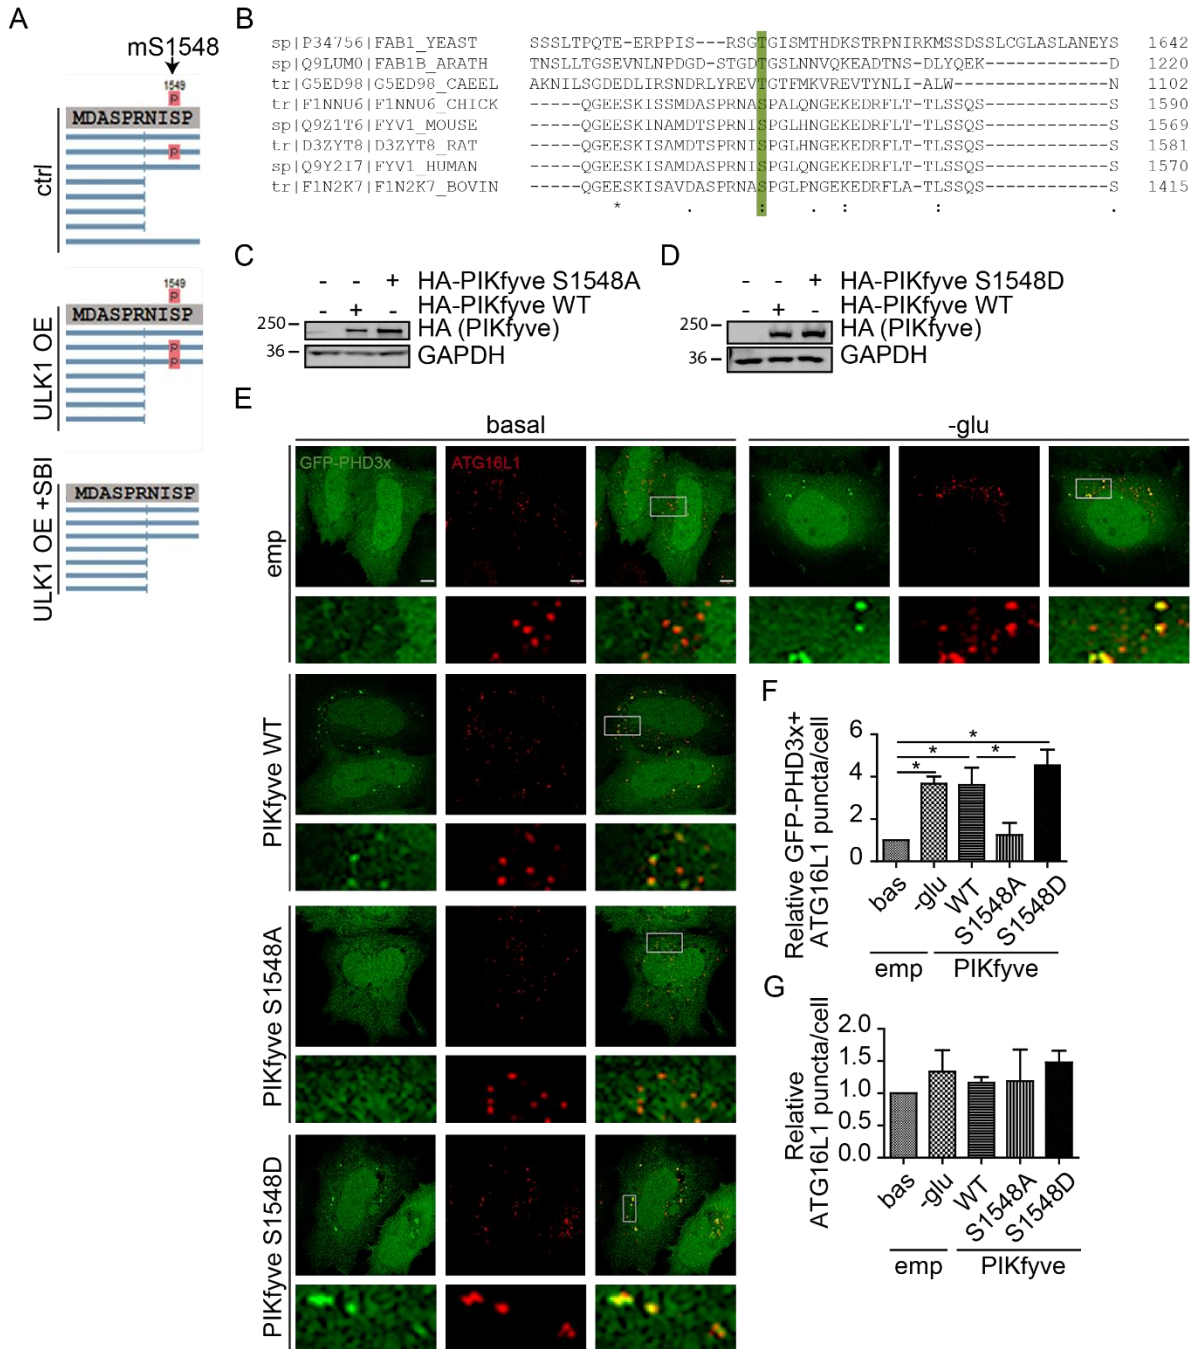 A
mS1548
1549
p
MDASPRNISP
p
ctrl
1549
p
MDASPRNISP
p
p
ULK1 OE
MDASPRNISP
ULK1 OE +SBI
B
sp|P34756|FAB1_YEAST SSSLTPQTE-ERPPIS---RSGTGISMTHDKSTRPNIRKMSSDSSLCGLASLANEYS 1642
sp|Q9LUM0|FAB1B_ARATH TNSLLTGSEVNLNPDGD-STGDTGSLNNVQKEADTNS-DLYQEK----------D 1220
tr|G5ED98|G5ED98_CAEEL AKNILSGDEDLIRSNDRLYREVTGTFMKVREVTYNLI-ALW------------N 1102
tr|F1NNU6|F1NNU6_CHICK -----QGEESKISSMDASPRNASPALQNGEKEDRFLT-TLSSQS----------S 1590
sp|Q9Z1T6|FYV1_MOUSE -----QGEESKISAMDTSPRNISPGLHNGEKEDRFLT-TLSSQS----------S 1569
tr|D3ZYT8|D3ZYT8_RAT -----QGEESKINAMDTSPRNISPGLHNGEKEDRFLT-TLSSQS----------S 1581
sp|Q9Y2I7|FYV1_HUMAN -----QGEESKISAMDASPRNISPGLQNGEKEDRFLT-TLSSQS----------S 1570
tr|F1N2K7|F1N2K7_BOVIN -----QGEESKISAVDASPRNASPGLPNGEKEDRFLA-TLSSQS----------S 1415
* . : . : : .
C
- - + HA-PIKfyve S1548A
- + - HA-PIKfyve WT
250 HA (PIKfyve)
36 GAPDH
D
- - + HA-PIKfyve S1548D
- + - HA-PIKfyve WT
250 HA (PIKfyve)
36 GAPDH
E
basal
-glu
GFP-PHD3x
ATG16L1
emp
PIKfyve WT
PIKfyve S1548A
PIKfyve S1548D
F
Relative GFP-PHD3x+
ATG16L1 puncta/cell
6
4
2
0
* * * *
bas -glu WT S1548A S1548D
emp PIKfyve
G
Relative
ATG16L1 puncta/cell
2.0
1.5
1.0
0.5
0.0
bas -glu WT S1548A S1548D
emp PIKfyve